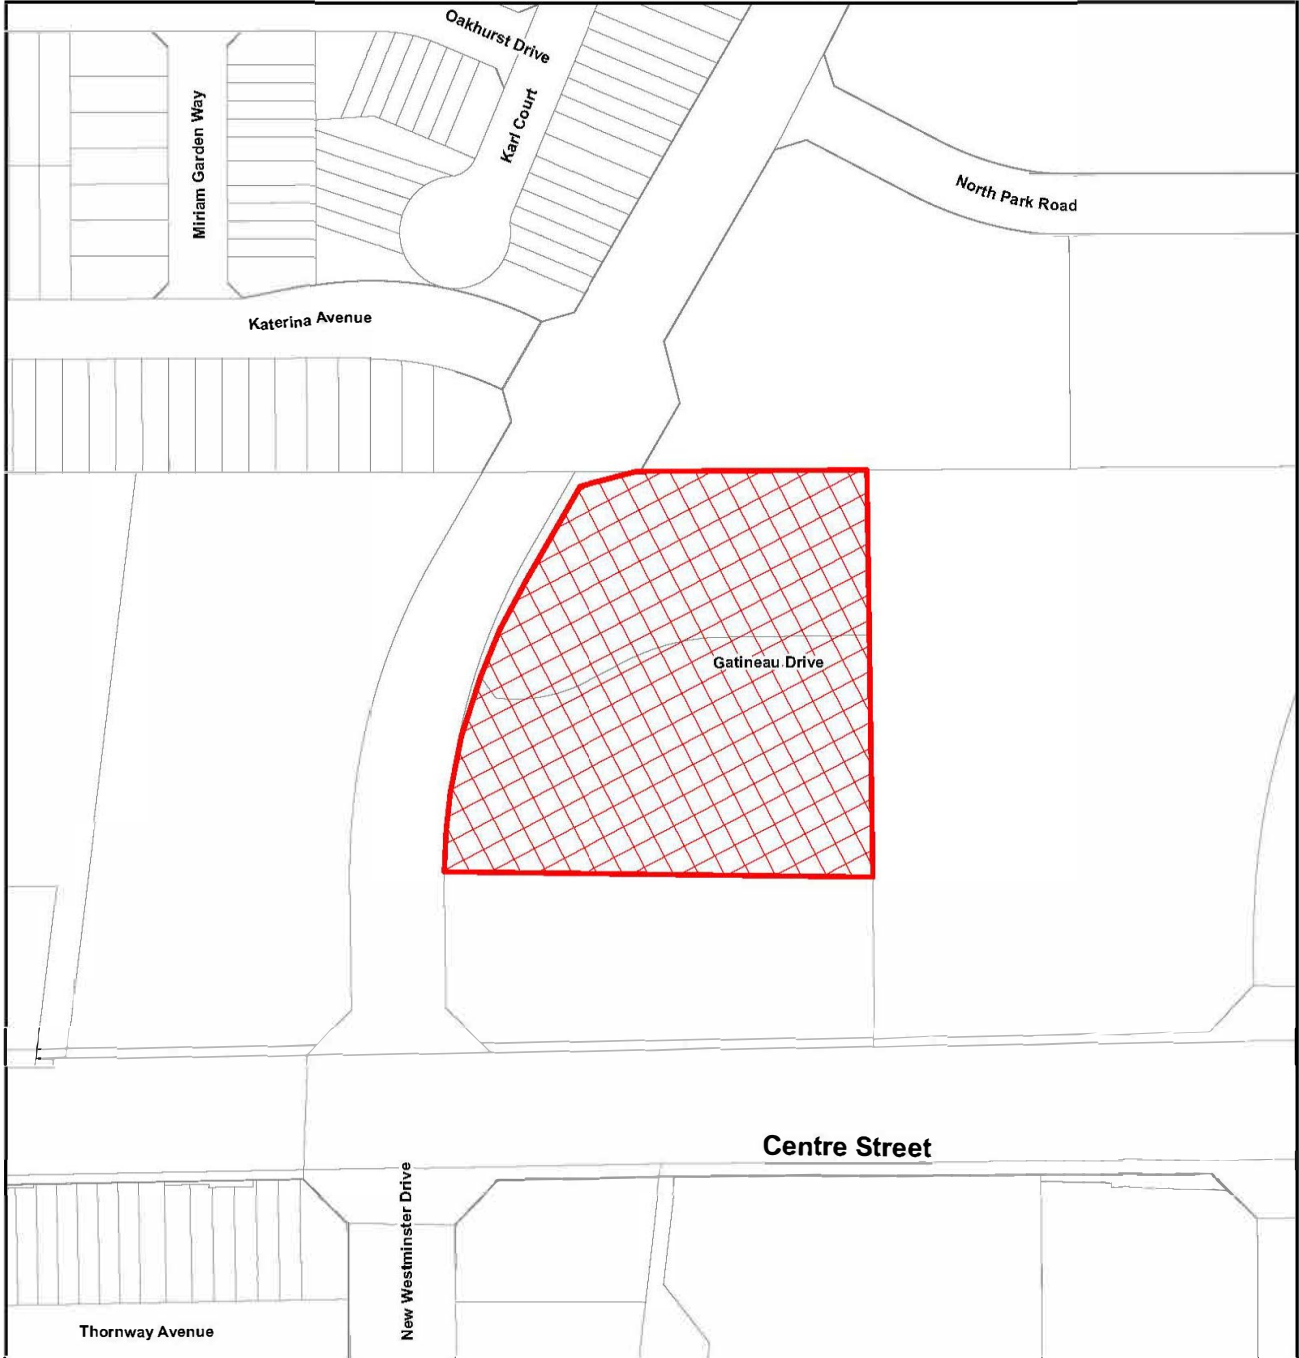 Oakhurst Drive
Karl Court
Miriam Garden Way
North Park Road
Katerina Avenue
Gatineau Drive
Centre Street
New Westminster Drive
Thornway Avenue